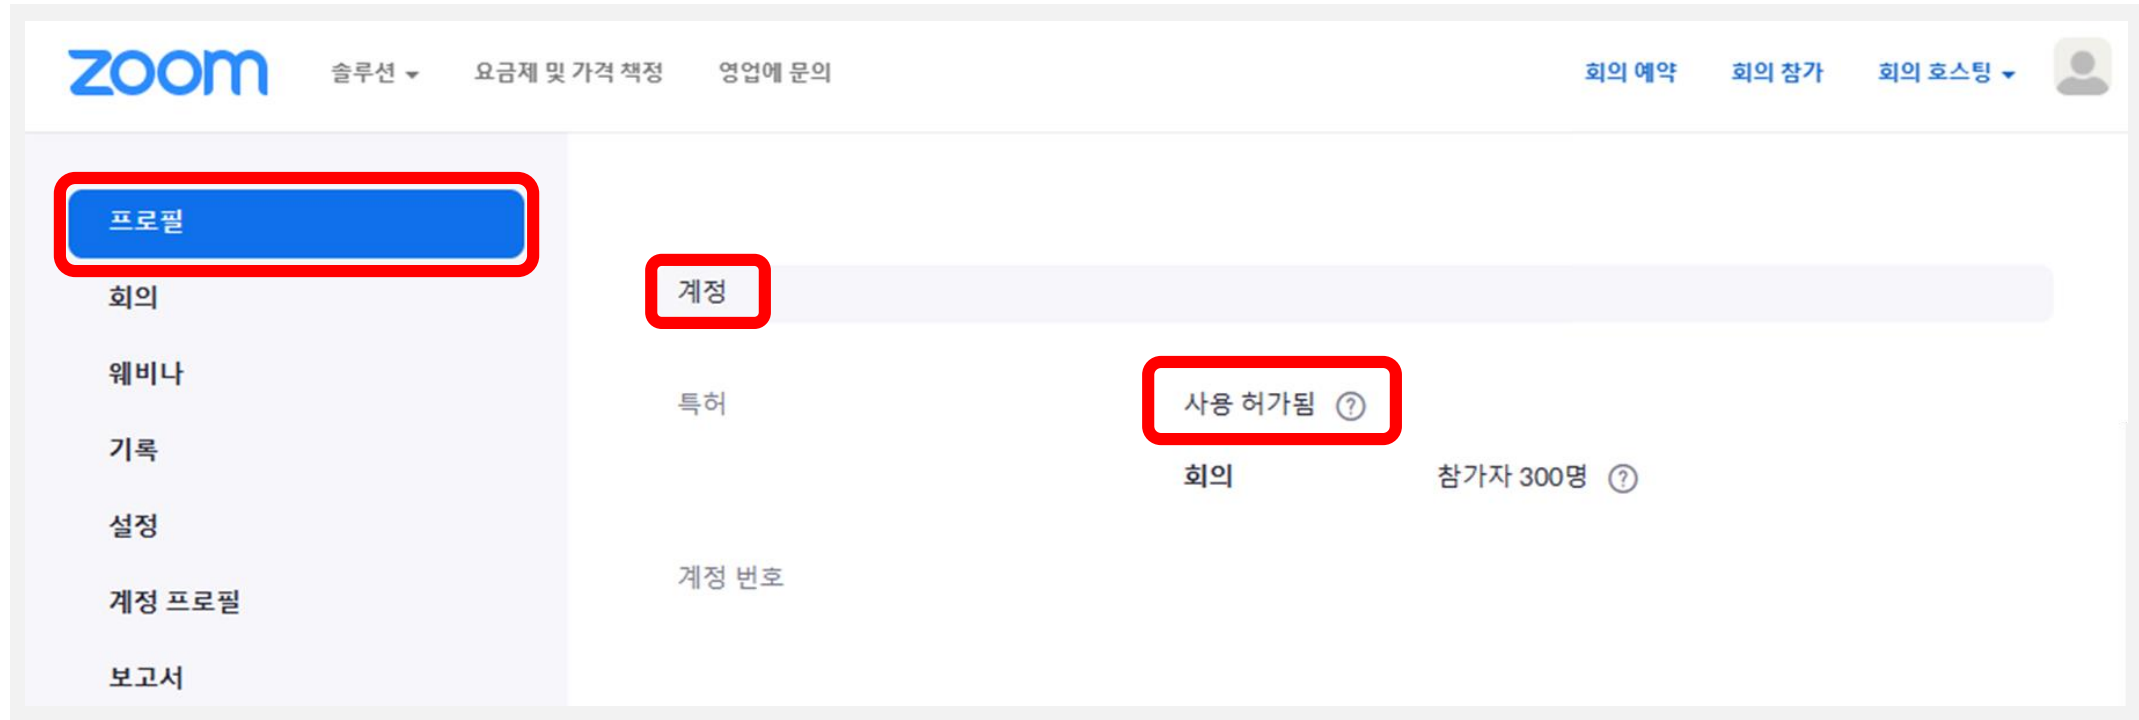 zoom 솔루션 요금제 및 가격 책정 영업에 문의 회의 예약 회의 참가 회의 호스팅
프로필
계정
회의
웨비나
특허 사용 허가됨 ?
기록
회의 참가자 300명 ?
설정
계정 번호
계정 프로필
보고서